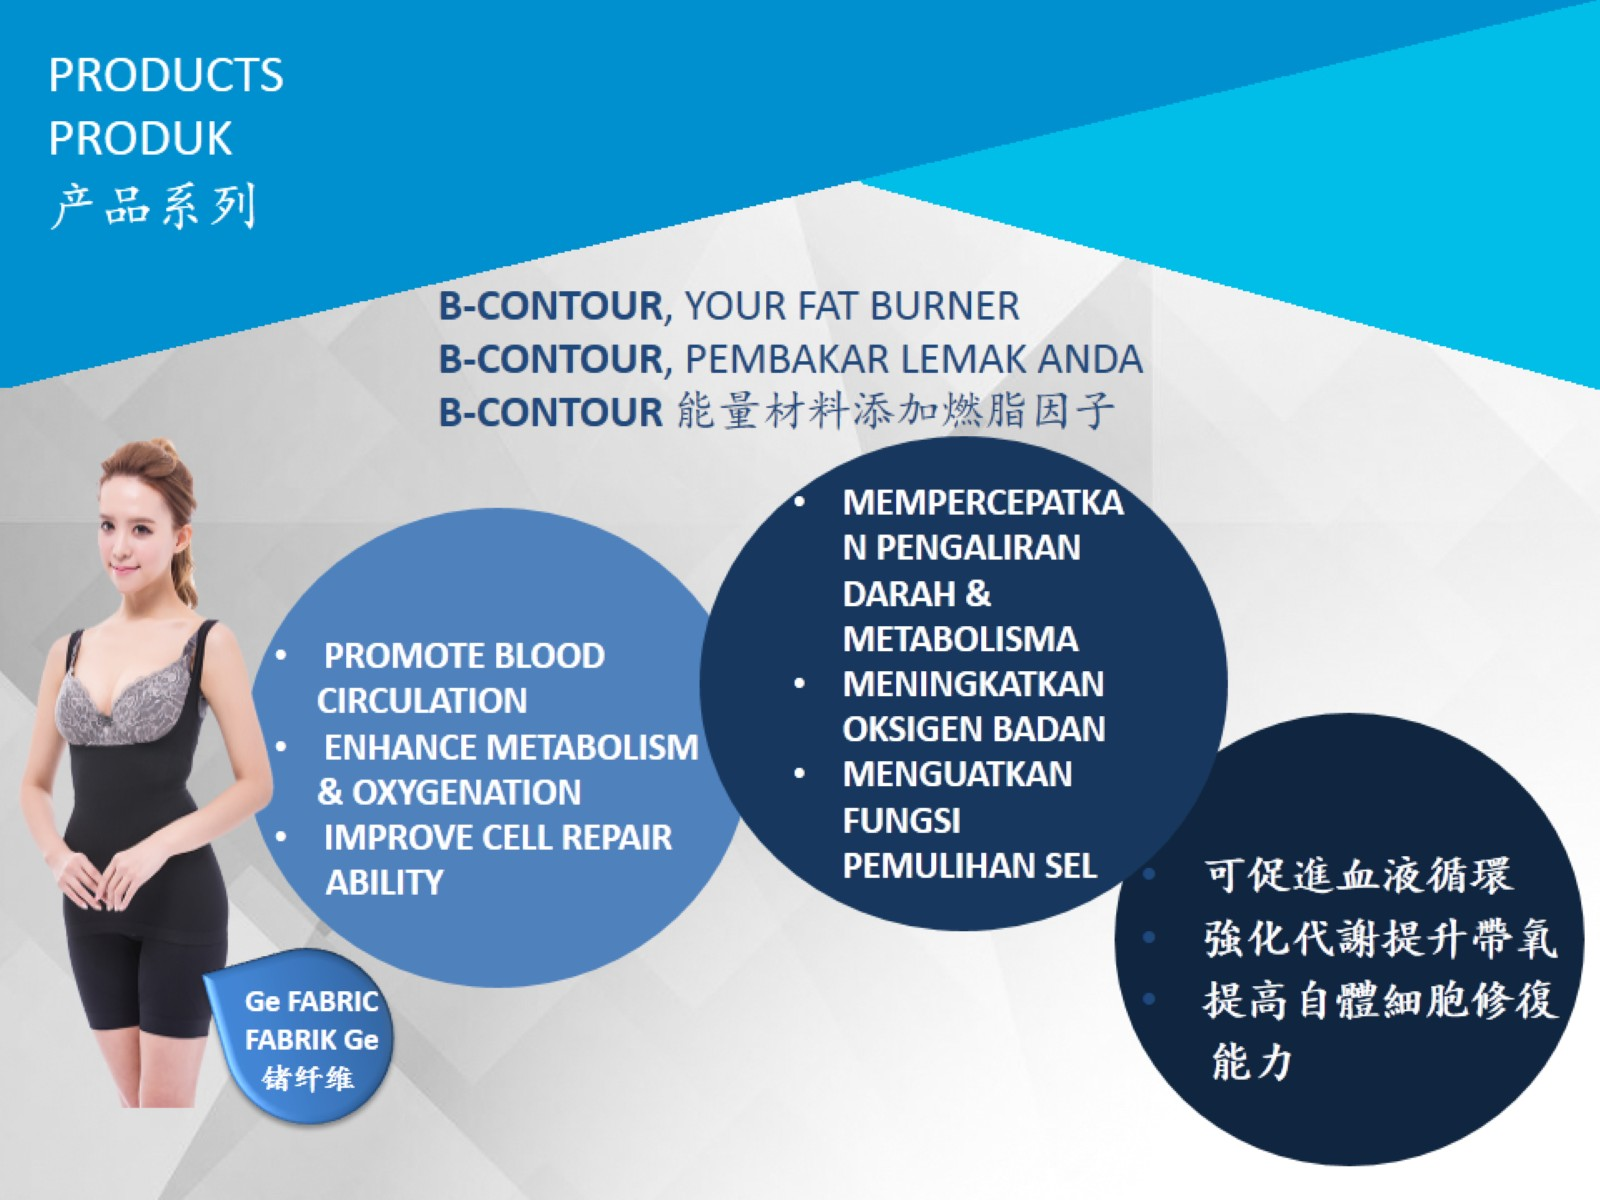 PRODUCTS
PRODUK
产品系列
B-CONTOUR, YOUR FAT BURNER
B-CONTOUR, PEMBAKAR LEMAK ANDA
B-CONTOUR 能量材料添加燃脂因子
• PROMOTE BLOOD
CIRCULATION
• ENHANCE METABOLISM
& OXYGENATION
• IMPROVE CELL REPAIR
ABILITY
• MEMPERCEPATKA
N PENGALIRAN
DARAH &
METABOLISMA
• MENINGKATKAN
OKSIGEN BADAN
• MENGUATKAN
FUNGSI
PEMULIHAN SEL
• 可促進血液循環
• 強化代謝提升帶氧
• 提高自體細胞修復
能力
Ge FABRIC
FABRIK Ge
锗纤维